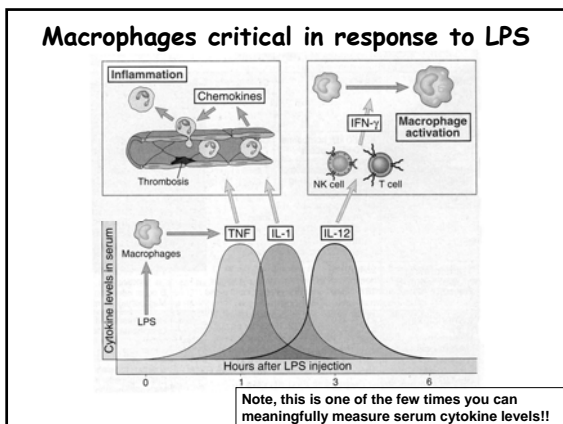 Macrophages critical in response to LPS
Inflammation
Chemokines
Thrombosis
IFN-γ
Macrophage
activation
NK cell
T cell
TNF
IL-1
IL-12
Macrophages
LPS
Cytokine levels in serum
Hours after LPS injection
0
1
3
6
Note, this is one of the few times you can
meaningfully measure serum cytokine levels!!